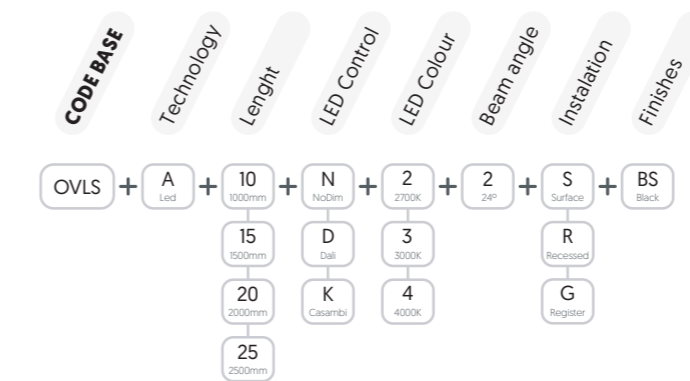 CODE BASE
Technology
Lenght
LED Control
LED Colour
Beam angle
Instalation
Finishes
OVLS + A + 10 + N + 2 + 2 + S + BS
Led 1000mm NoDim 2700K 24º Surface Black
15 D 3 R
1500mm Dali 3000K Recessed
20 K 4 G
2000mm Casambi 4000K Register
25
2500mm